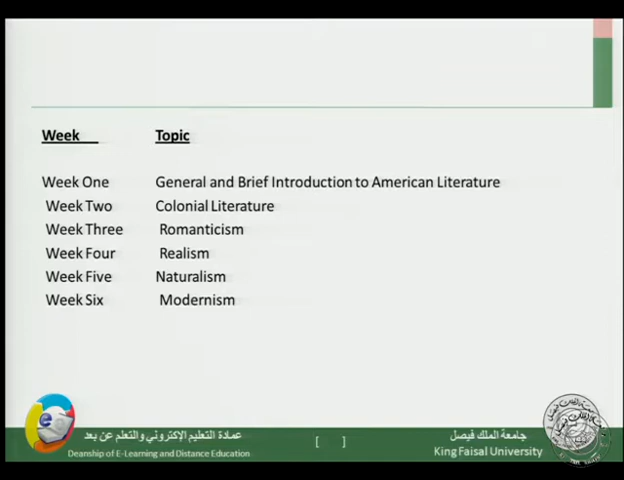 Week Topic
Week One General and Brief Introduction to American Literature
Week Two Colonial Literature
Week Three Romanticism
Week Four Realism
Week Five Naturalism
Week Six Modernism
عمادة التعليم الإكتروني والتعلم عن بعد
Deanship of E-Learning and Distance Education
[ ]
جامعة الملك فيصل
King Faisal University